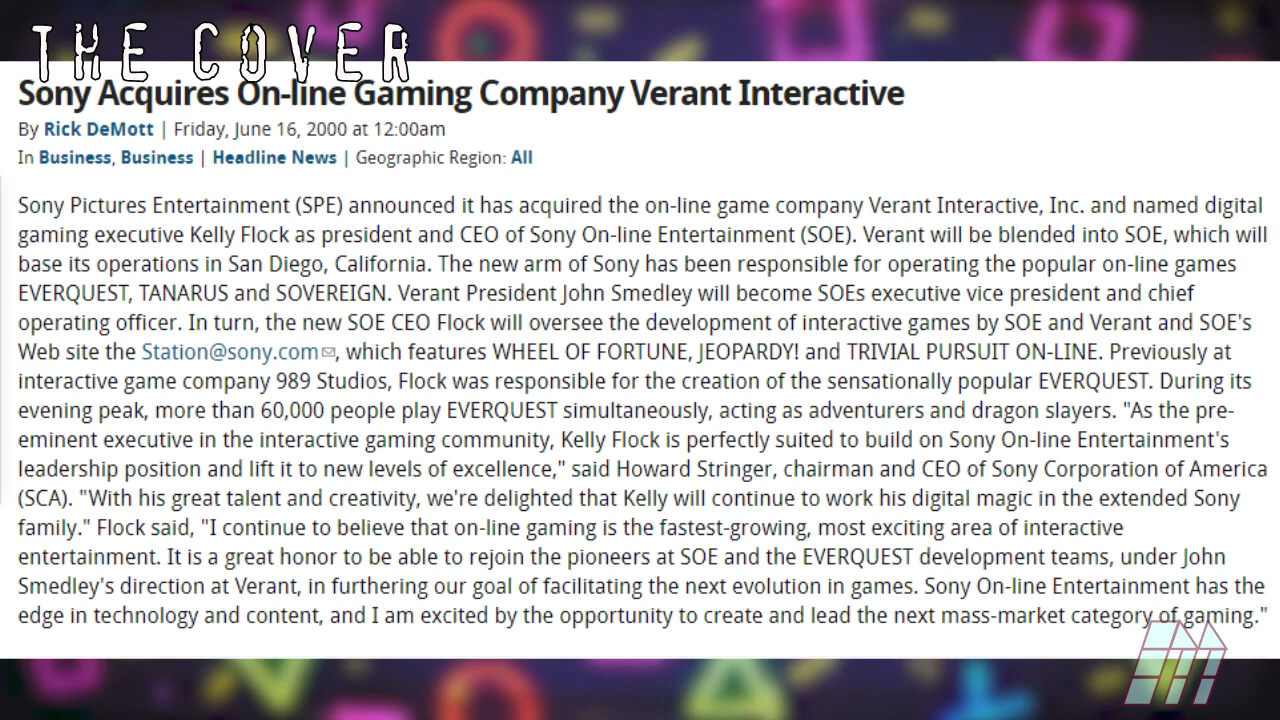 THE COVER
Sony Acquires On-line Gaming Company Verant Interactive
By Rick DeMott | Friday, June 16, 2000 at 12:00am
In Business, Business | Headline News | Geographic Region: All
Sony Pictures Entertainment (SPE) announced it has acquired the on-line game company Verant Interactive, Inc. and named digital
gaming executive Kelly Flock as president and CEO of Sony On-line Entertainment (SOE). Verant will be blended into SOE, which will
base its operations in San Diego, California. The new arm of Sony has been responsible for operating the popular on-line games
EVERQUEST, TANARUS and SOVEREIGN. Verant President John Smedley will become SOEs executive vice president and chief
operating officer. In turn, the new SOE CEO Flock will oversee the development of interactive games by SOE and Verant and SOE's
Web site the Station@sony.com, which features WHEEL OF FORTUNE, JEOPARDY! and TRIVIAL PURSUIT ON-LINE. Previously at
interactive game company 989 Studios, Flock was responsible for the creation of the sensationally popular EVERQUEST. During its
evening peak, more than 60,000 people play EVERQUEST simultaneously, acting as adventurers and dragon slayers. "As the pre-
eminent executive in the interactive gaming community, Kelly Flock is perfectly suited to build on Sony On-line Entertainment's
leadership position and lift it to new levels of excellence," said Howard Stringer, chairman and CEO of Sony Corporation of America
(SCA). "With his great talent and creativity, we're delighted that Kelly will continue to work his digital magic in the extended Sony
family." Flock said, "I continue to believe that on-line gaming is the fastest-growing, most exciting area of interactive
entertainment. It is a great honor to be able to rejoin the pioneers at SOE and the EVERQUEST development teams, under John
Smedley's direction at Verant, in furthering our goal of facilitating the next evolution in games. Sony On-line Entertainment has the
edge in technology and content, and I am excited by the opportunity to create and lead the next mass-market category of gaming."